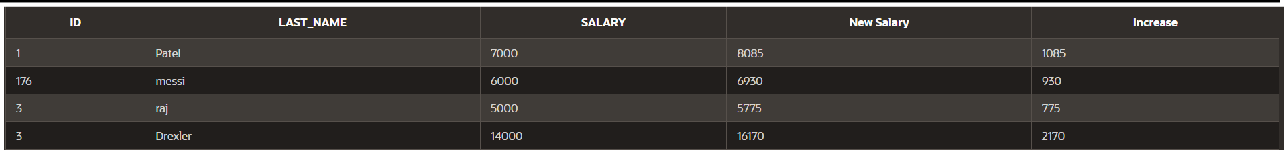 ID LAST_NAME SALARY New Salary Increase
1 Patel 7000 8085 1085
176 messi 6000 6930 930
3 raj 5000 5775 775
3 Drexler 14000 16170 2170